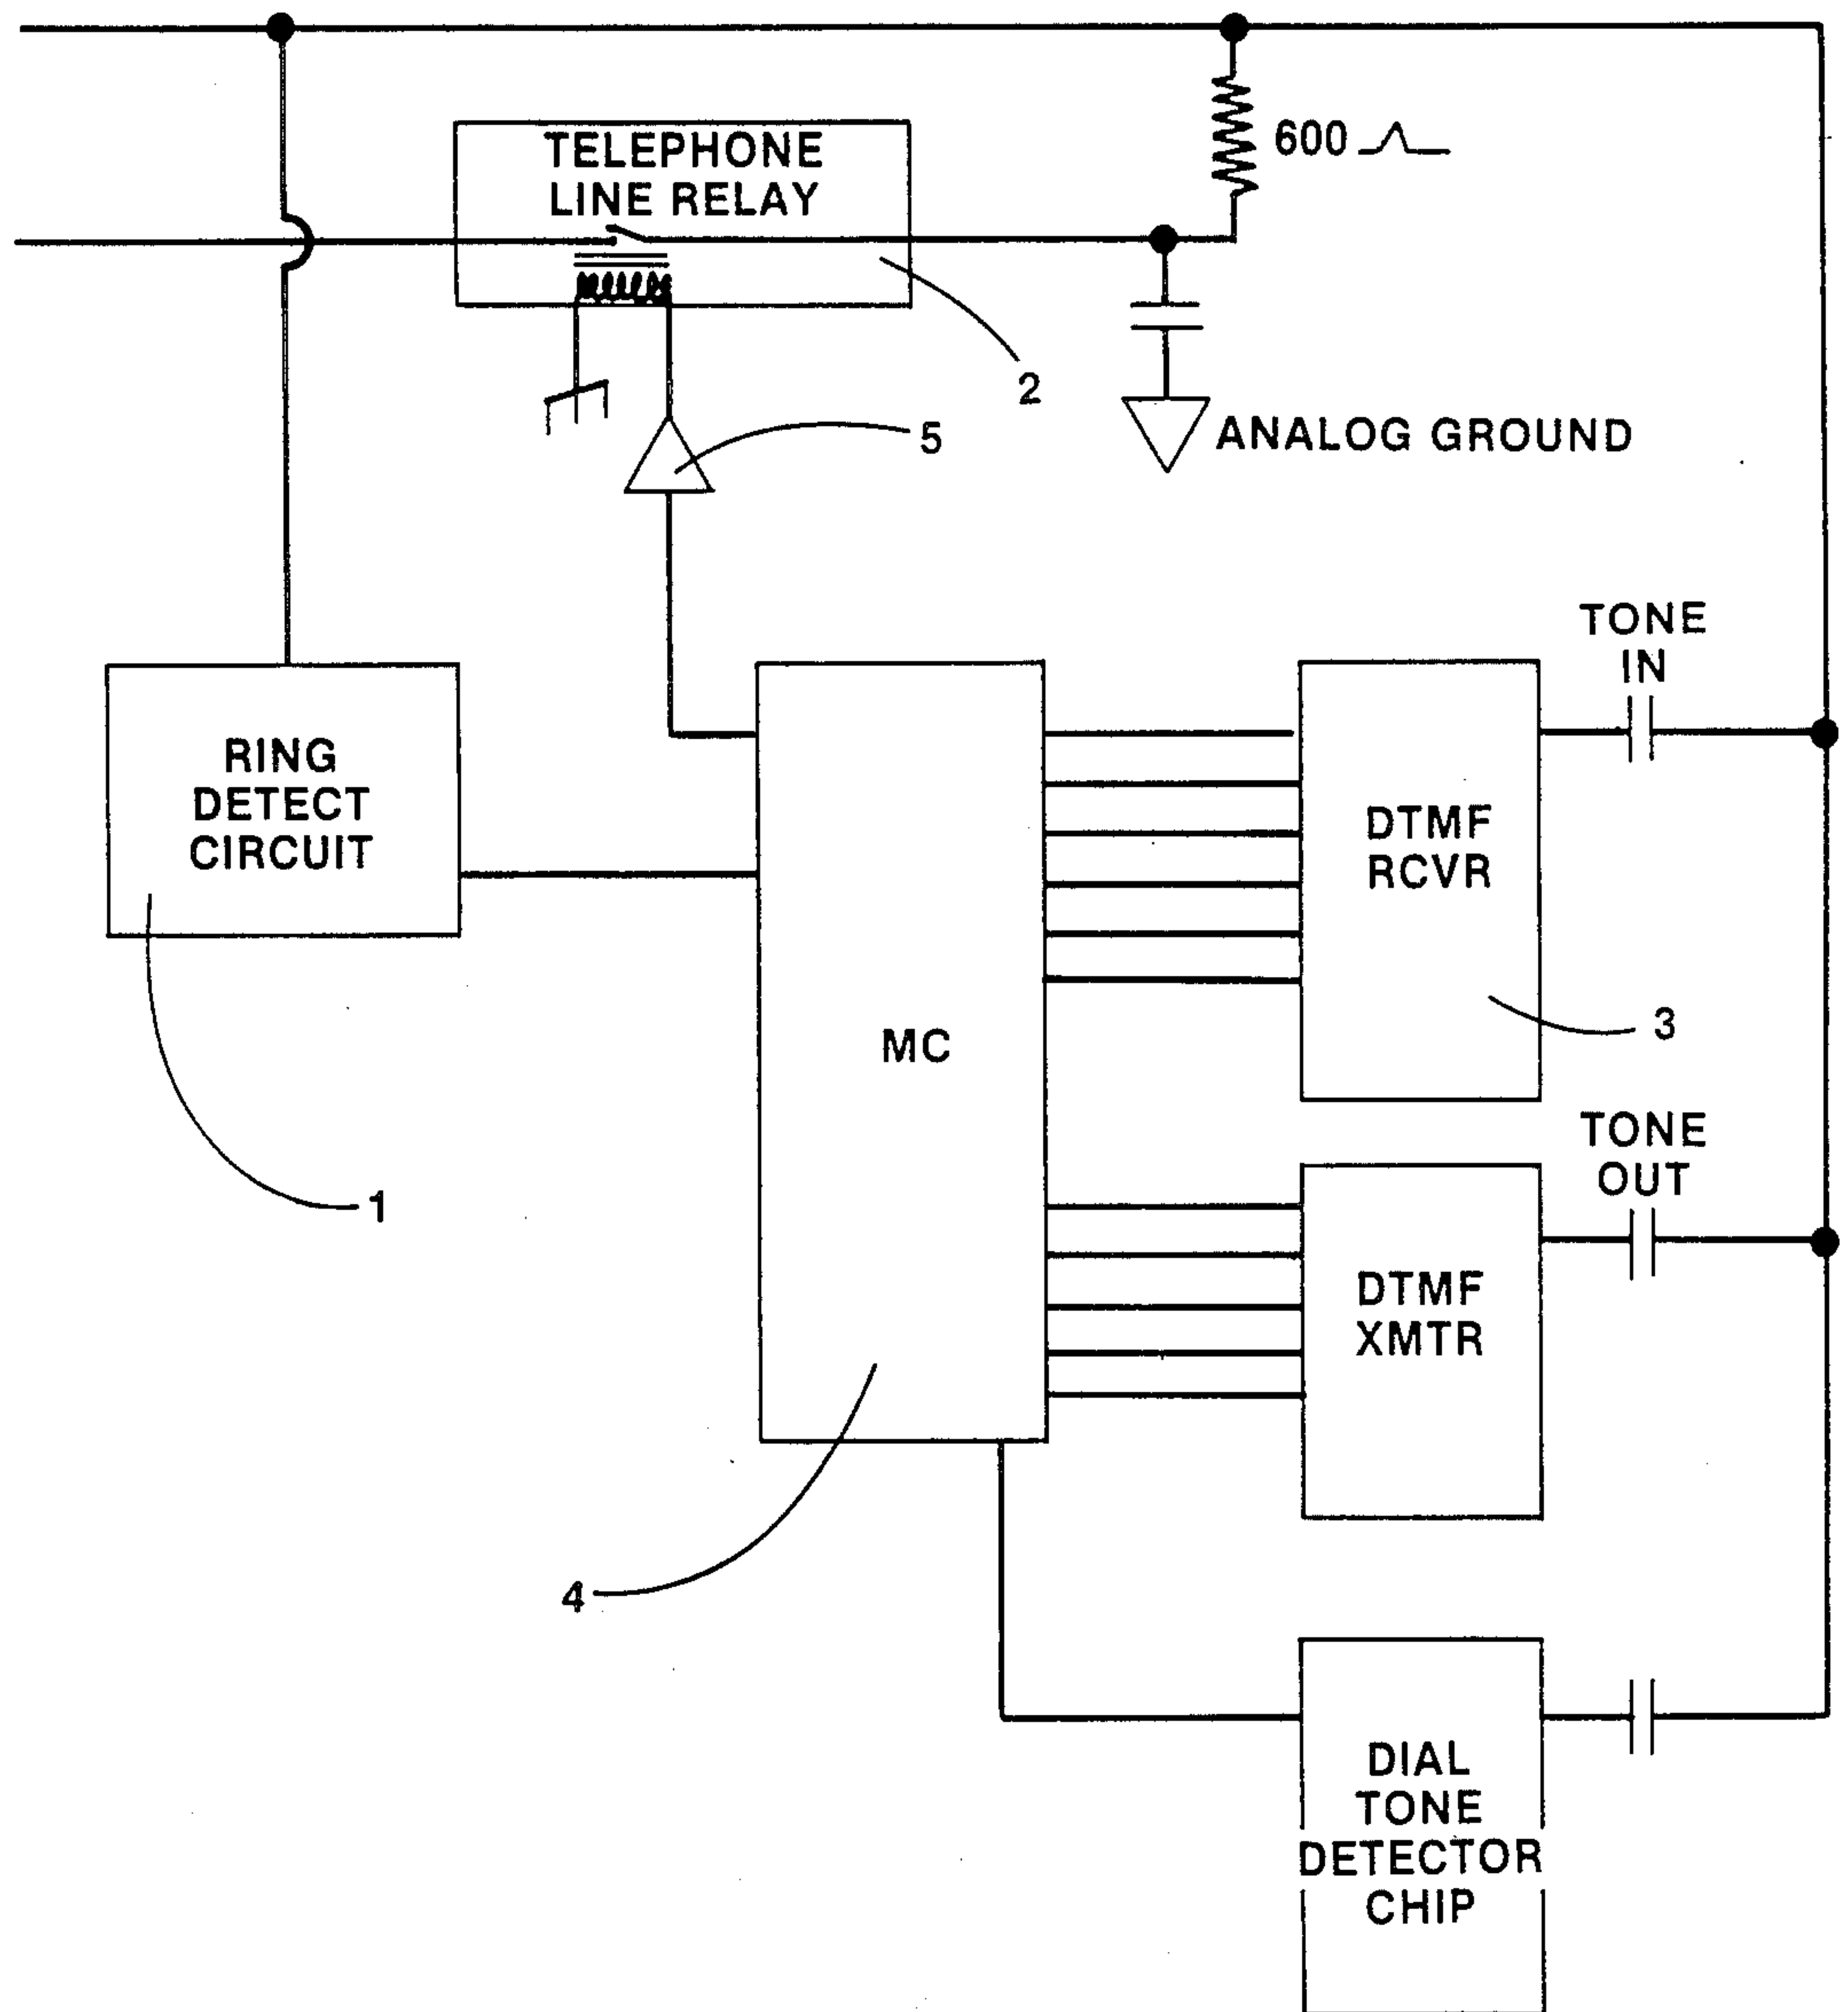 TELEPHONE
LINE RELAY
600
2
5
ANALOG GROUND
TONE
IN
RING
DETECT
CIRCUIT
DTMF
RCVR
MC
3
TONE
OUT
1
DTMF
XMTR
4
DIAL
TONE
DETECTOR
CHIP